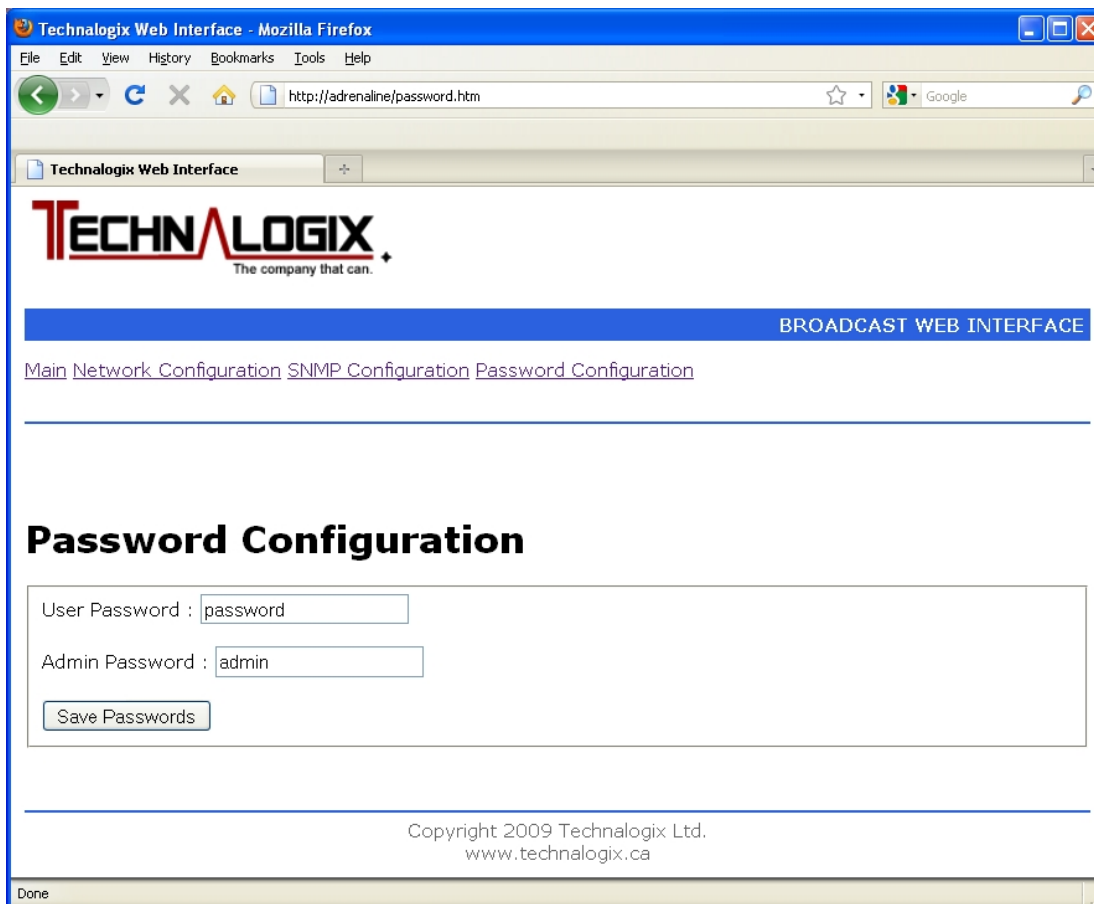 Technalogix Web Interface - Mozilla Firefox
File Edit View History Bookmarks Tools Help
http://adrenaline/password.htm Google
Technalogix Web Interface
TECHNALOGIX
The company that can.
BROADCAST WEB INTERFACE
Main Network Configuration SNMP Configuration Password Configuration
Password Configuration
User Password : password
Admin Password : admin
Save Passwords
Copyright 2009 Technalogix Ltd.
www.technalogix.ca
Done